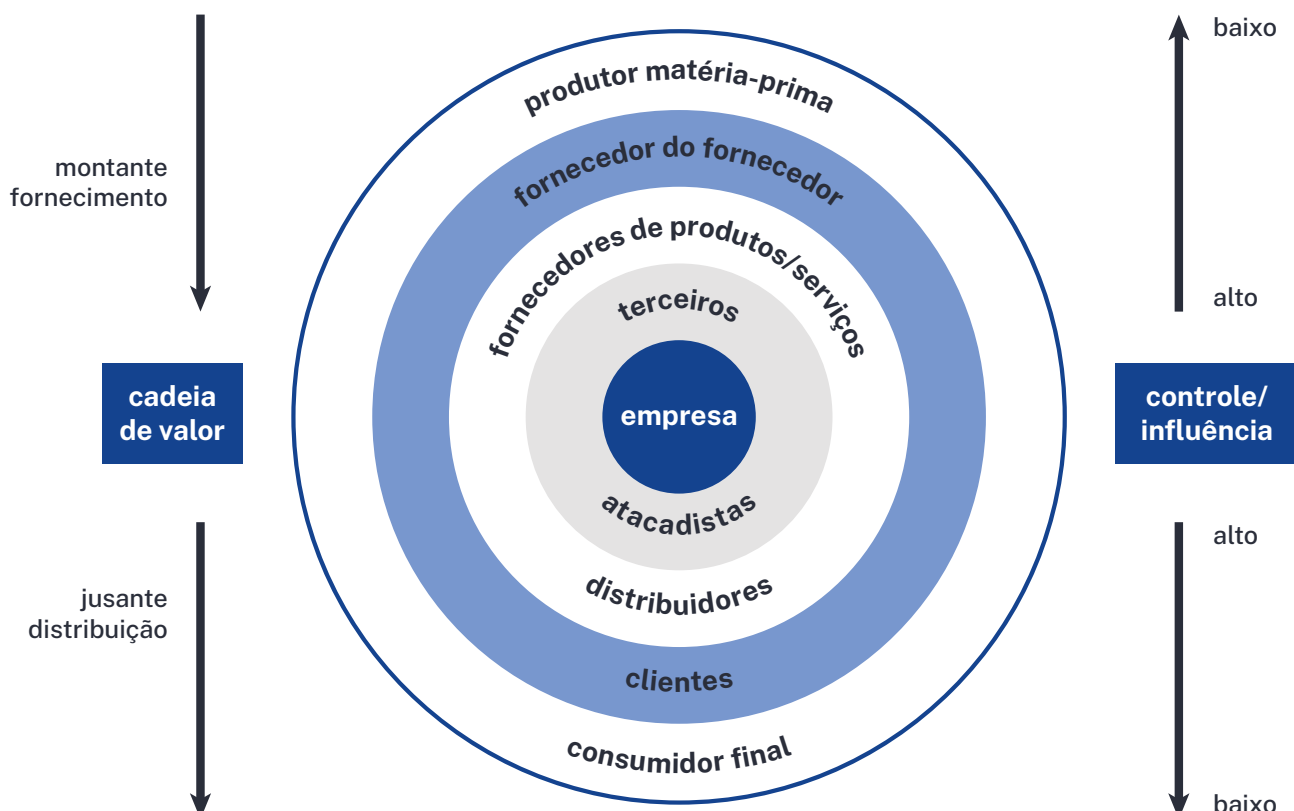 baixo
produtor matéria-prima
fornecedor do fornecedor
montante
fornecimento
fornecedores de produtos/serviços
terceiros
alto
cadeia
de valor
empresa
controle/
influência
atacadistas
alto
distribuidores
jusante
distribuição
clientes
consumidor final
baixo